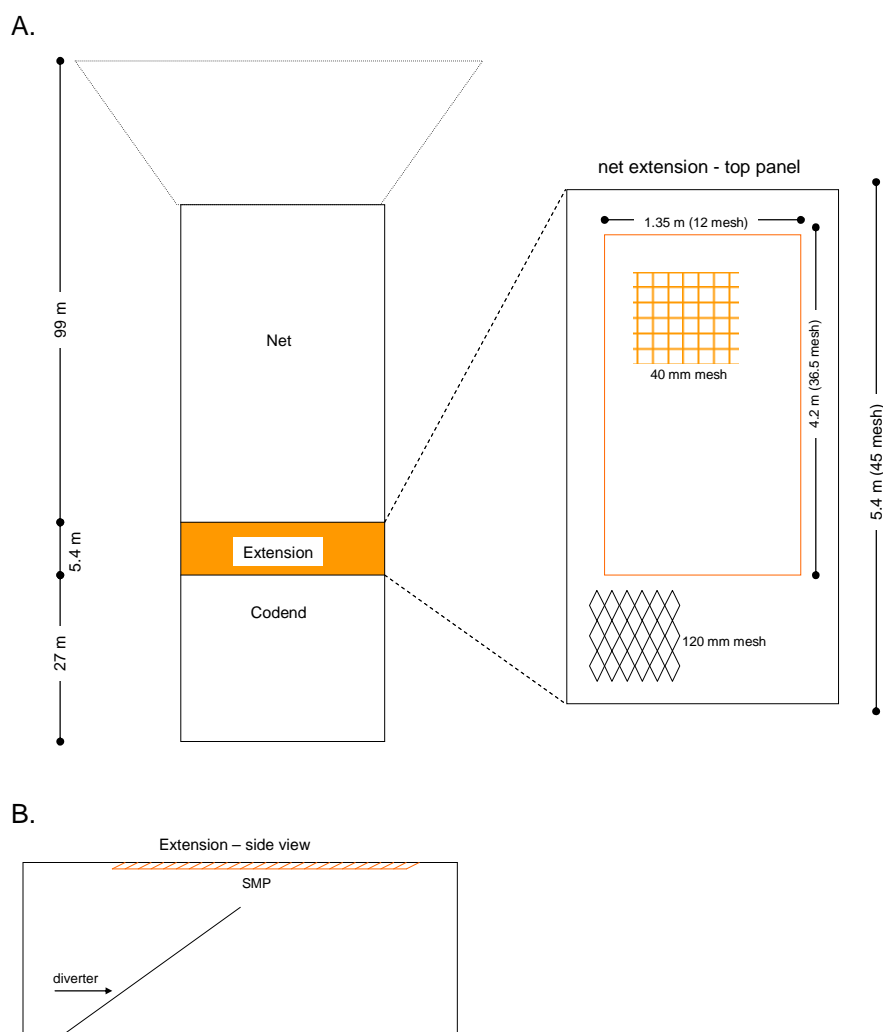 A.
net extension - top panel
1.35 m (12 mesh)
99 m
Net
40 mm mesh
4.2 m (36.5 mesh)
5.4 m (45 mesh)
5.4 m
Extension
Codend
27 m
120 mm mesh
B.
Extension – side view
SMP
diverter